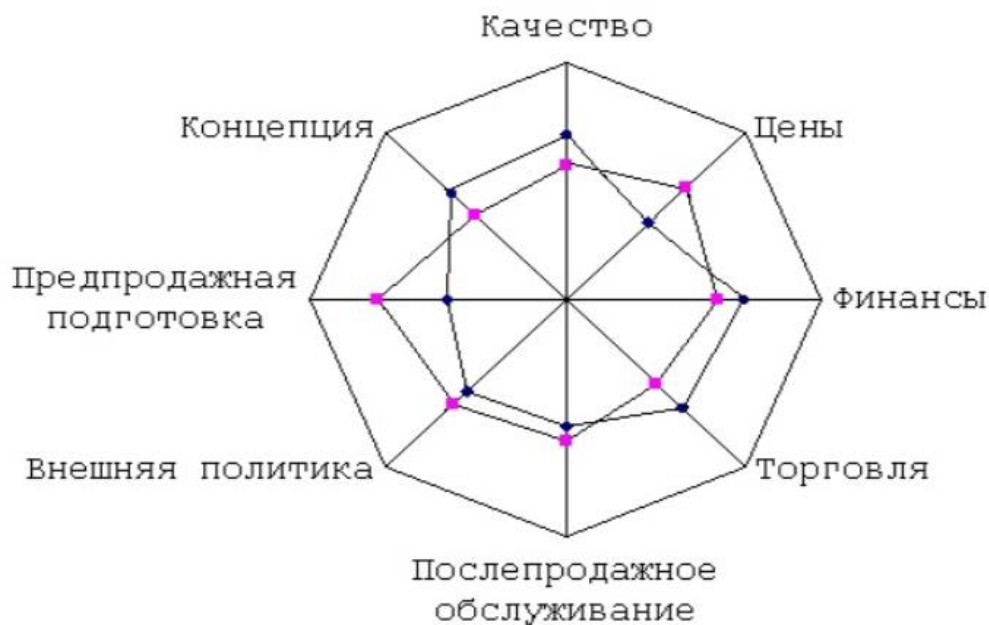 Качество
Концепция
Цены
Предпродажная
подготовка
Финансы
Внешняя политика
Торговля
Послепродажное
обслуживание